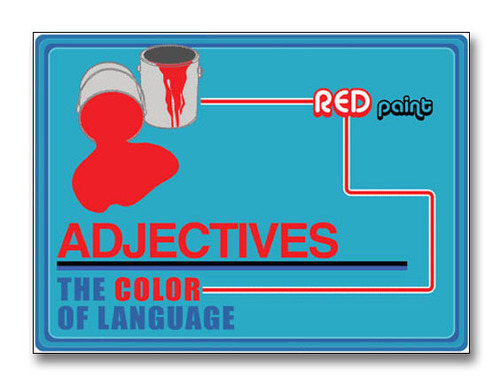 RED paint
ADJECTIVES
THE COLOR
OF LANGUAGE